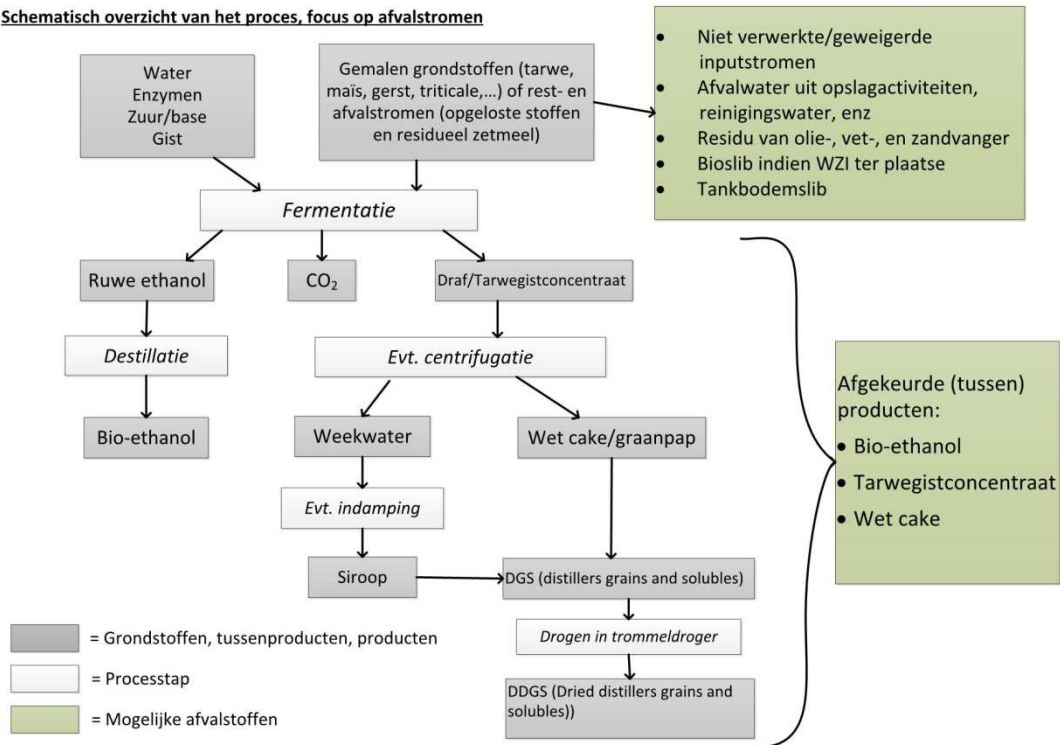 Schematisch overzicht van het proces, focus op afvalstromen
Water
Enzymen
Zuur/base
Gist
Gemalen grondstoffen (tarwe,
maïs, gerst, triticale,...) of rest- en
afvalstromen (opgeloste stoffen
en residueel zetmeel)
• Niet verwerkte/geweigerde
inputstromen
• Afvalwater uit opslagactiviteiten,
reinigingswater, enz
• Residu van olie-, vet-, en zandvanger
• Bioslib indien WZI ter plaatse
• Tankbodemslib
Fermentatie
Ruwe ethanol
CO₂
Draf/Tarwegistconcentraat
Destillatie
Evt. centrifugatie
Bio-ethanol
Weekwater
Wet cake/graanpap
Evt. indamping
Siroop
DGS (distillers grains and solubles)
Drogen in trommeldroger
DDGS (Dried distillers grains and
solubles))
Afgekeurde (tussen)
producten:
• Bio-ethanol
• Tarwegistconcentraat
• Wet cake
= Grondstoffen, tussenproducten, producten
= Processtap
= Mogelijke afvalstoffen